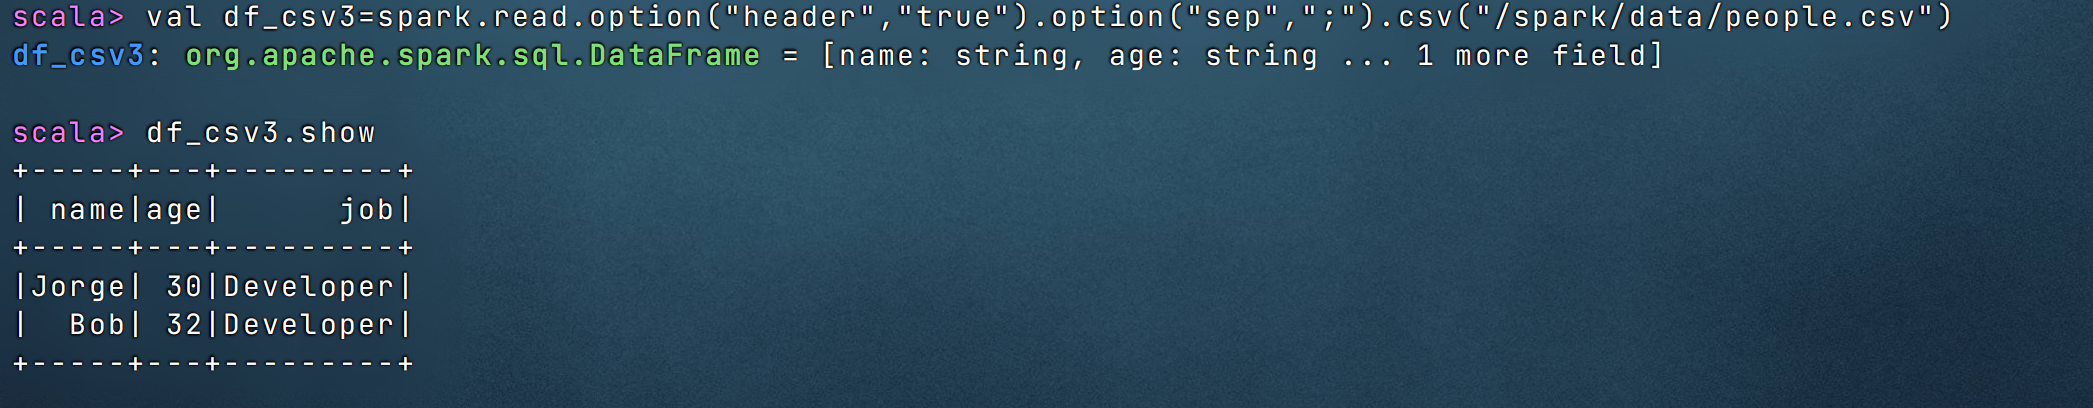 scala> val df_csv3=spark.read.option("header","true").option("sep",";").csv("/spark/data/people.csv")
df_csv3: org.apache.spark.sql.DataFrame = [name: string, age: string ... 1 more field]
scala> df_csv3.show
+-----+---+---------+
| name|age|      job|
+-----+---+---------+
|Jorge| 30|Developer|
|  Bob| 32|Developer|
+-----+---+---------+